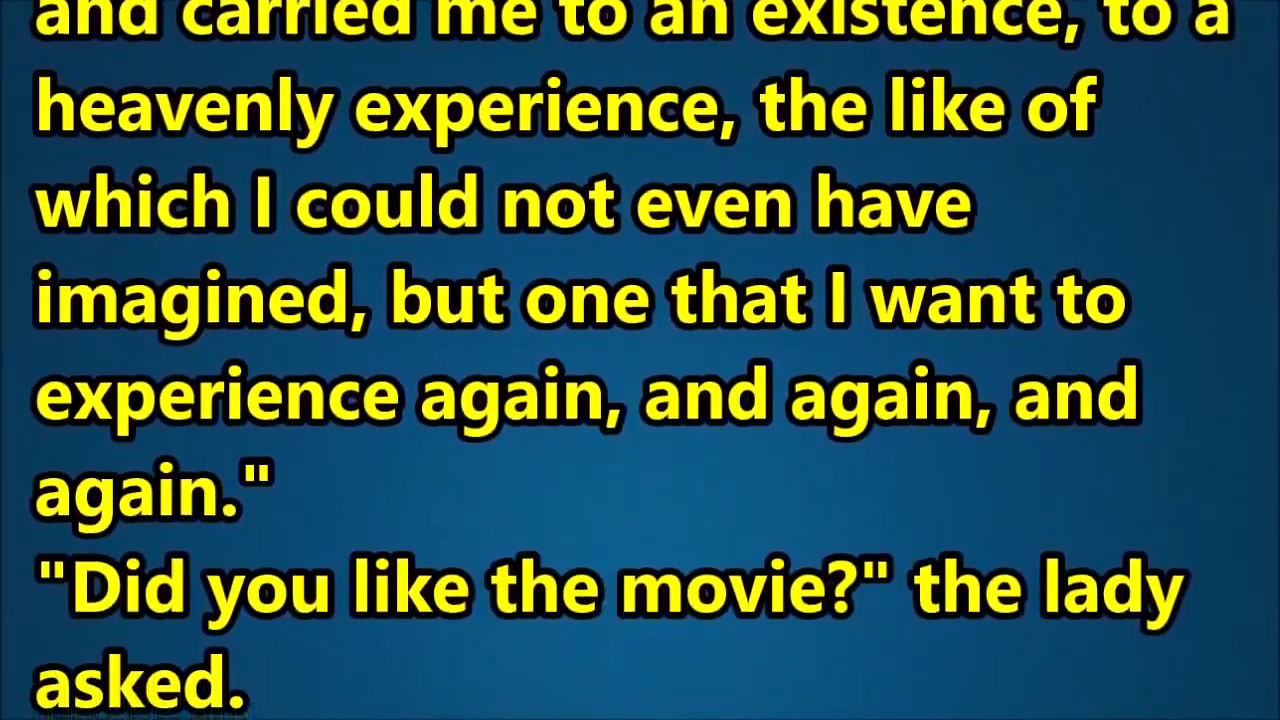 and carried me to an existence, to a
heavenly experience, the like of
which I could not even have
imagined, but one that I want to
experience again, and again, and
again."
"Did you like the movie?" the lady
asked.